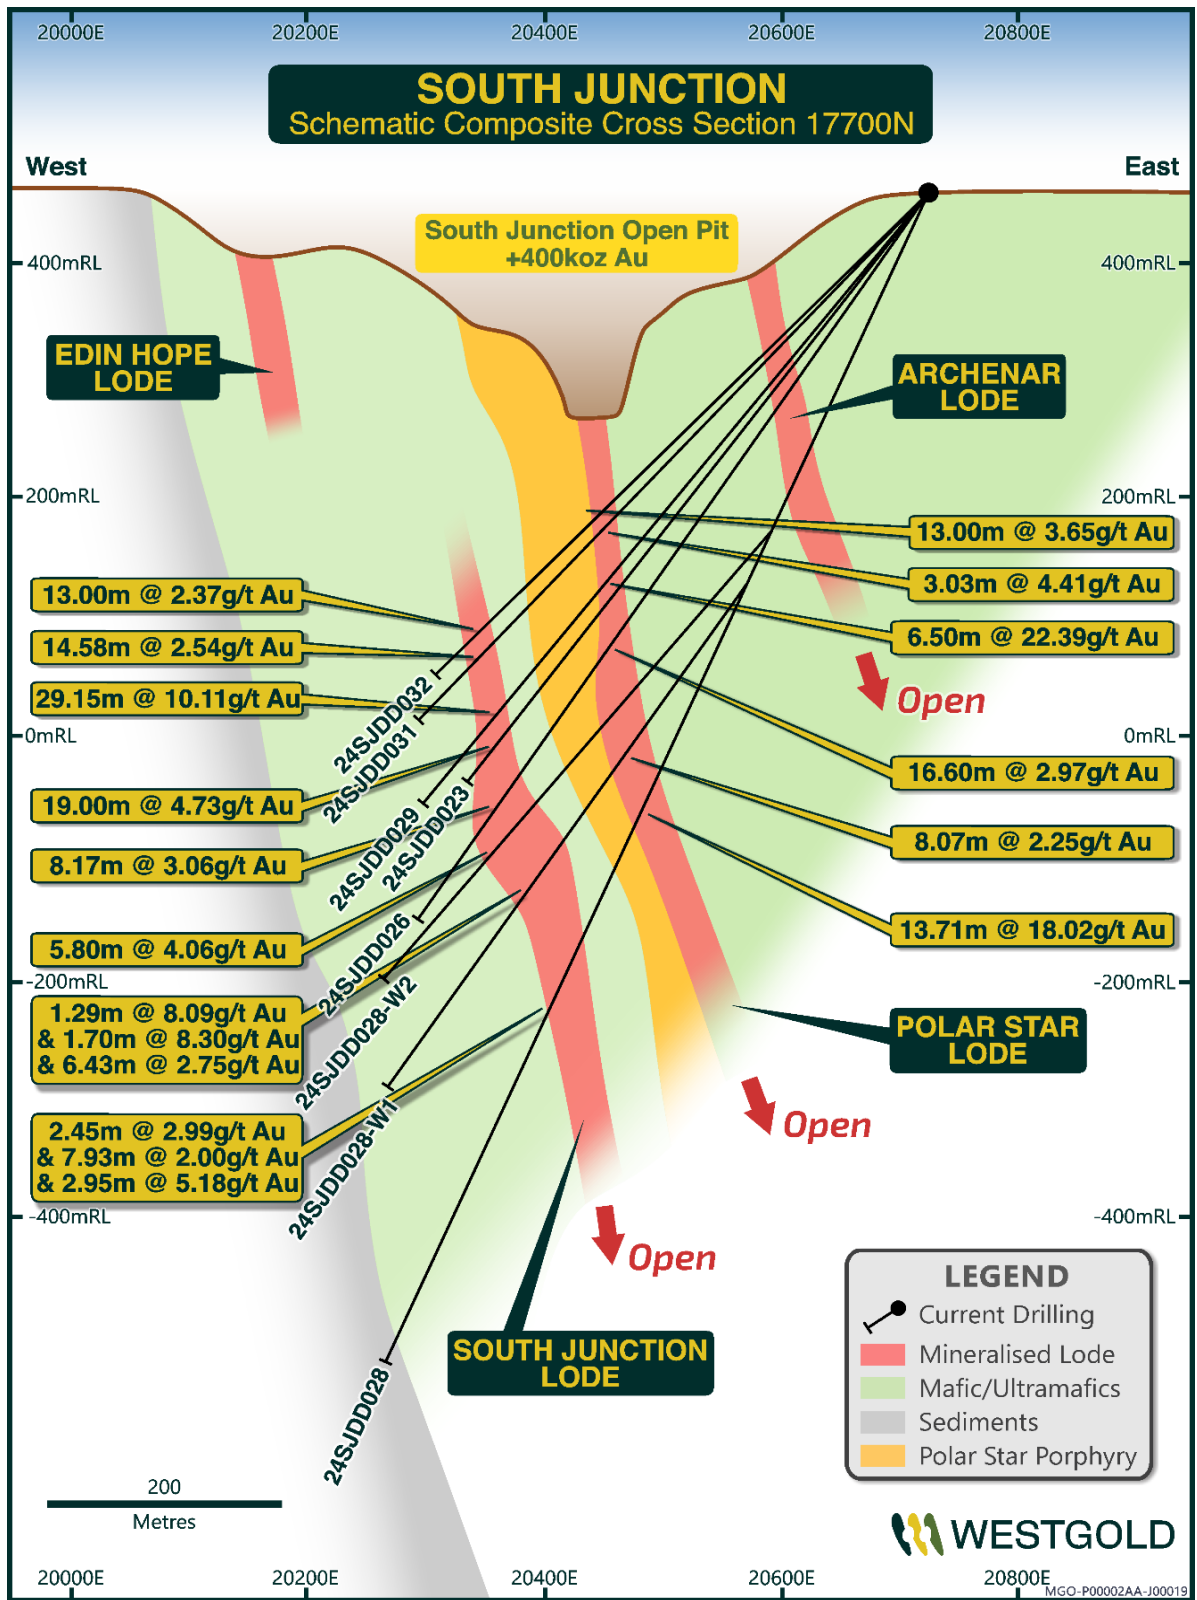 20000E
20200E
20400E
20600E
20800E
SOUTH JUNCTION
Schematic Composite Cross Section 17700N
West
East
South Junction Open Pit
+400koz Au
400mRL
400mRL
EDIN HOPE
LODE
ARCHENAR
LODE
200mRL
200mRL
13.00m @ 3.65g/t Au
3.03m @ 4.41g/t Au
6.50m @ 22.39g/t Au
13.00m @ 2.37g/t Au
14.58m @ 2.54g/t Au
29.15m @ 10.11g/t Au
Open
0mRL
0mRL
24SJDD032
24SJDD031
24SJDD029
24SJDD023
24SJDD026
24SJDD028-W2
24SJDD028-W1
24SJDD028
19.00m @ 4.73g/t Au
8.17m @ 3.06g/t Au
5.80m @ 4.06g/t Au
16.60m @ 2.97g/t Au
8.07m @ 2.25g/t Au
13.71m @ 18.02g/t Au
-200mRL
-200mRL
1.29m @ 8.09g/t Au
& 1.70m @ 8.30g/t Au
& 6.43m @ 2.75g/t Au
POLAR STAR
LODE
Open
2.45m @ 2.99g/t Au
& 7.93m @ 2.00g/t Au
& 2.95m @ 5.18g/t Au
-400mRL
-400mRL
Open
SOUTH JUNCTION
LODE
LEGEND
Current Drilling
Mineralised Lode
Mafic/Ultramafics
Sediments
Polar Star Porphyry
200
Metres
WESTGOLD
20000E
20200E
20400E
20600E
20800E
MGO-P00002AA-J00019